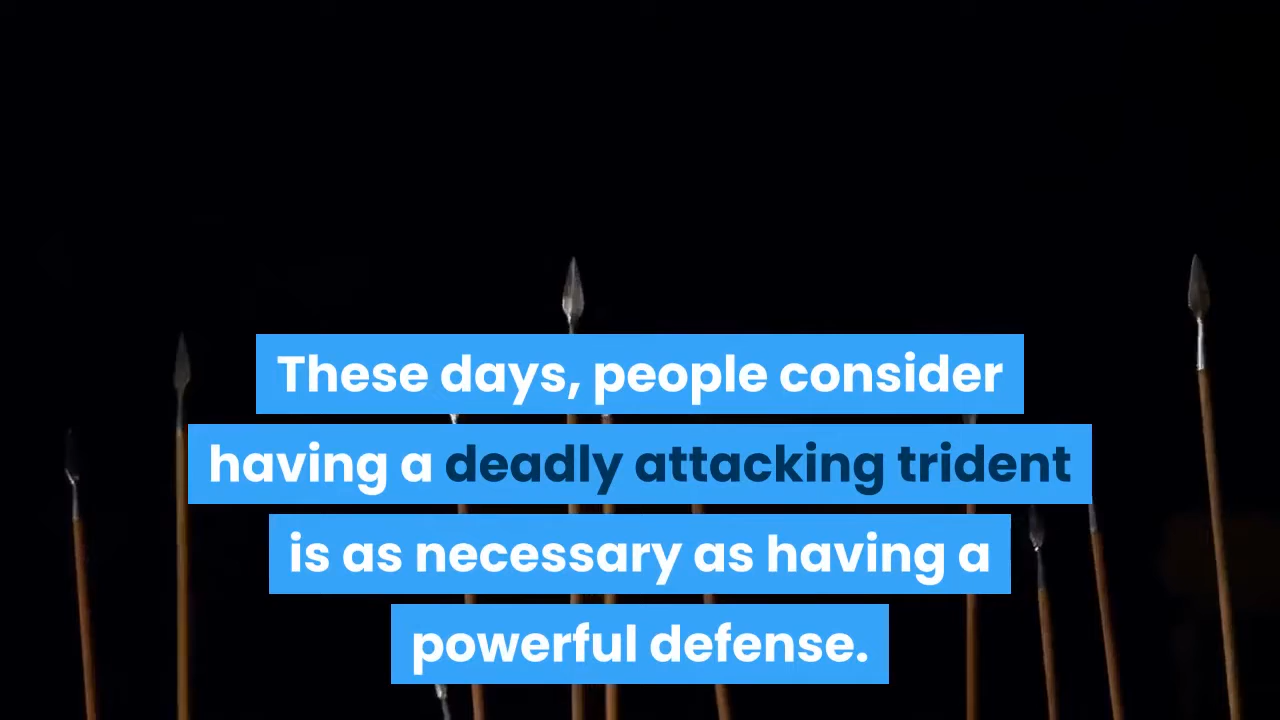 These days, people consider
having a deadly attacking trident
is as necessary as having a
powerful defense.